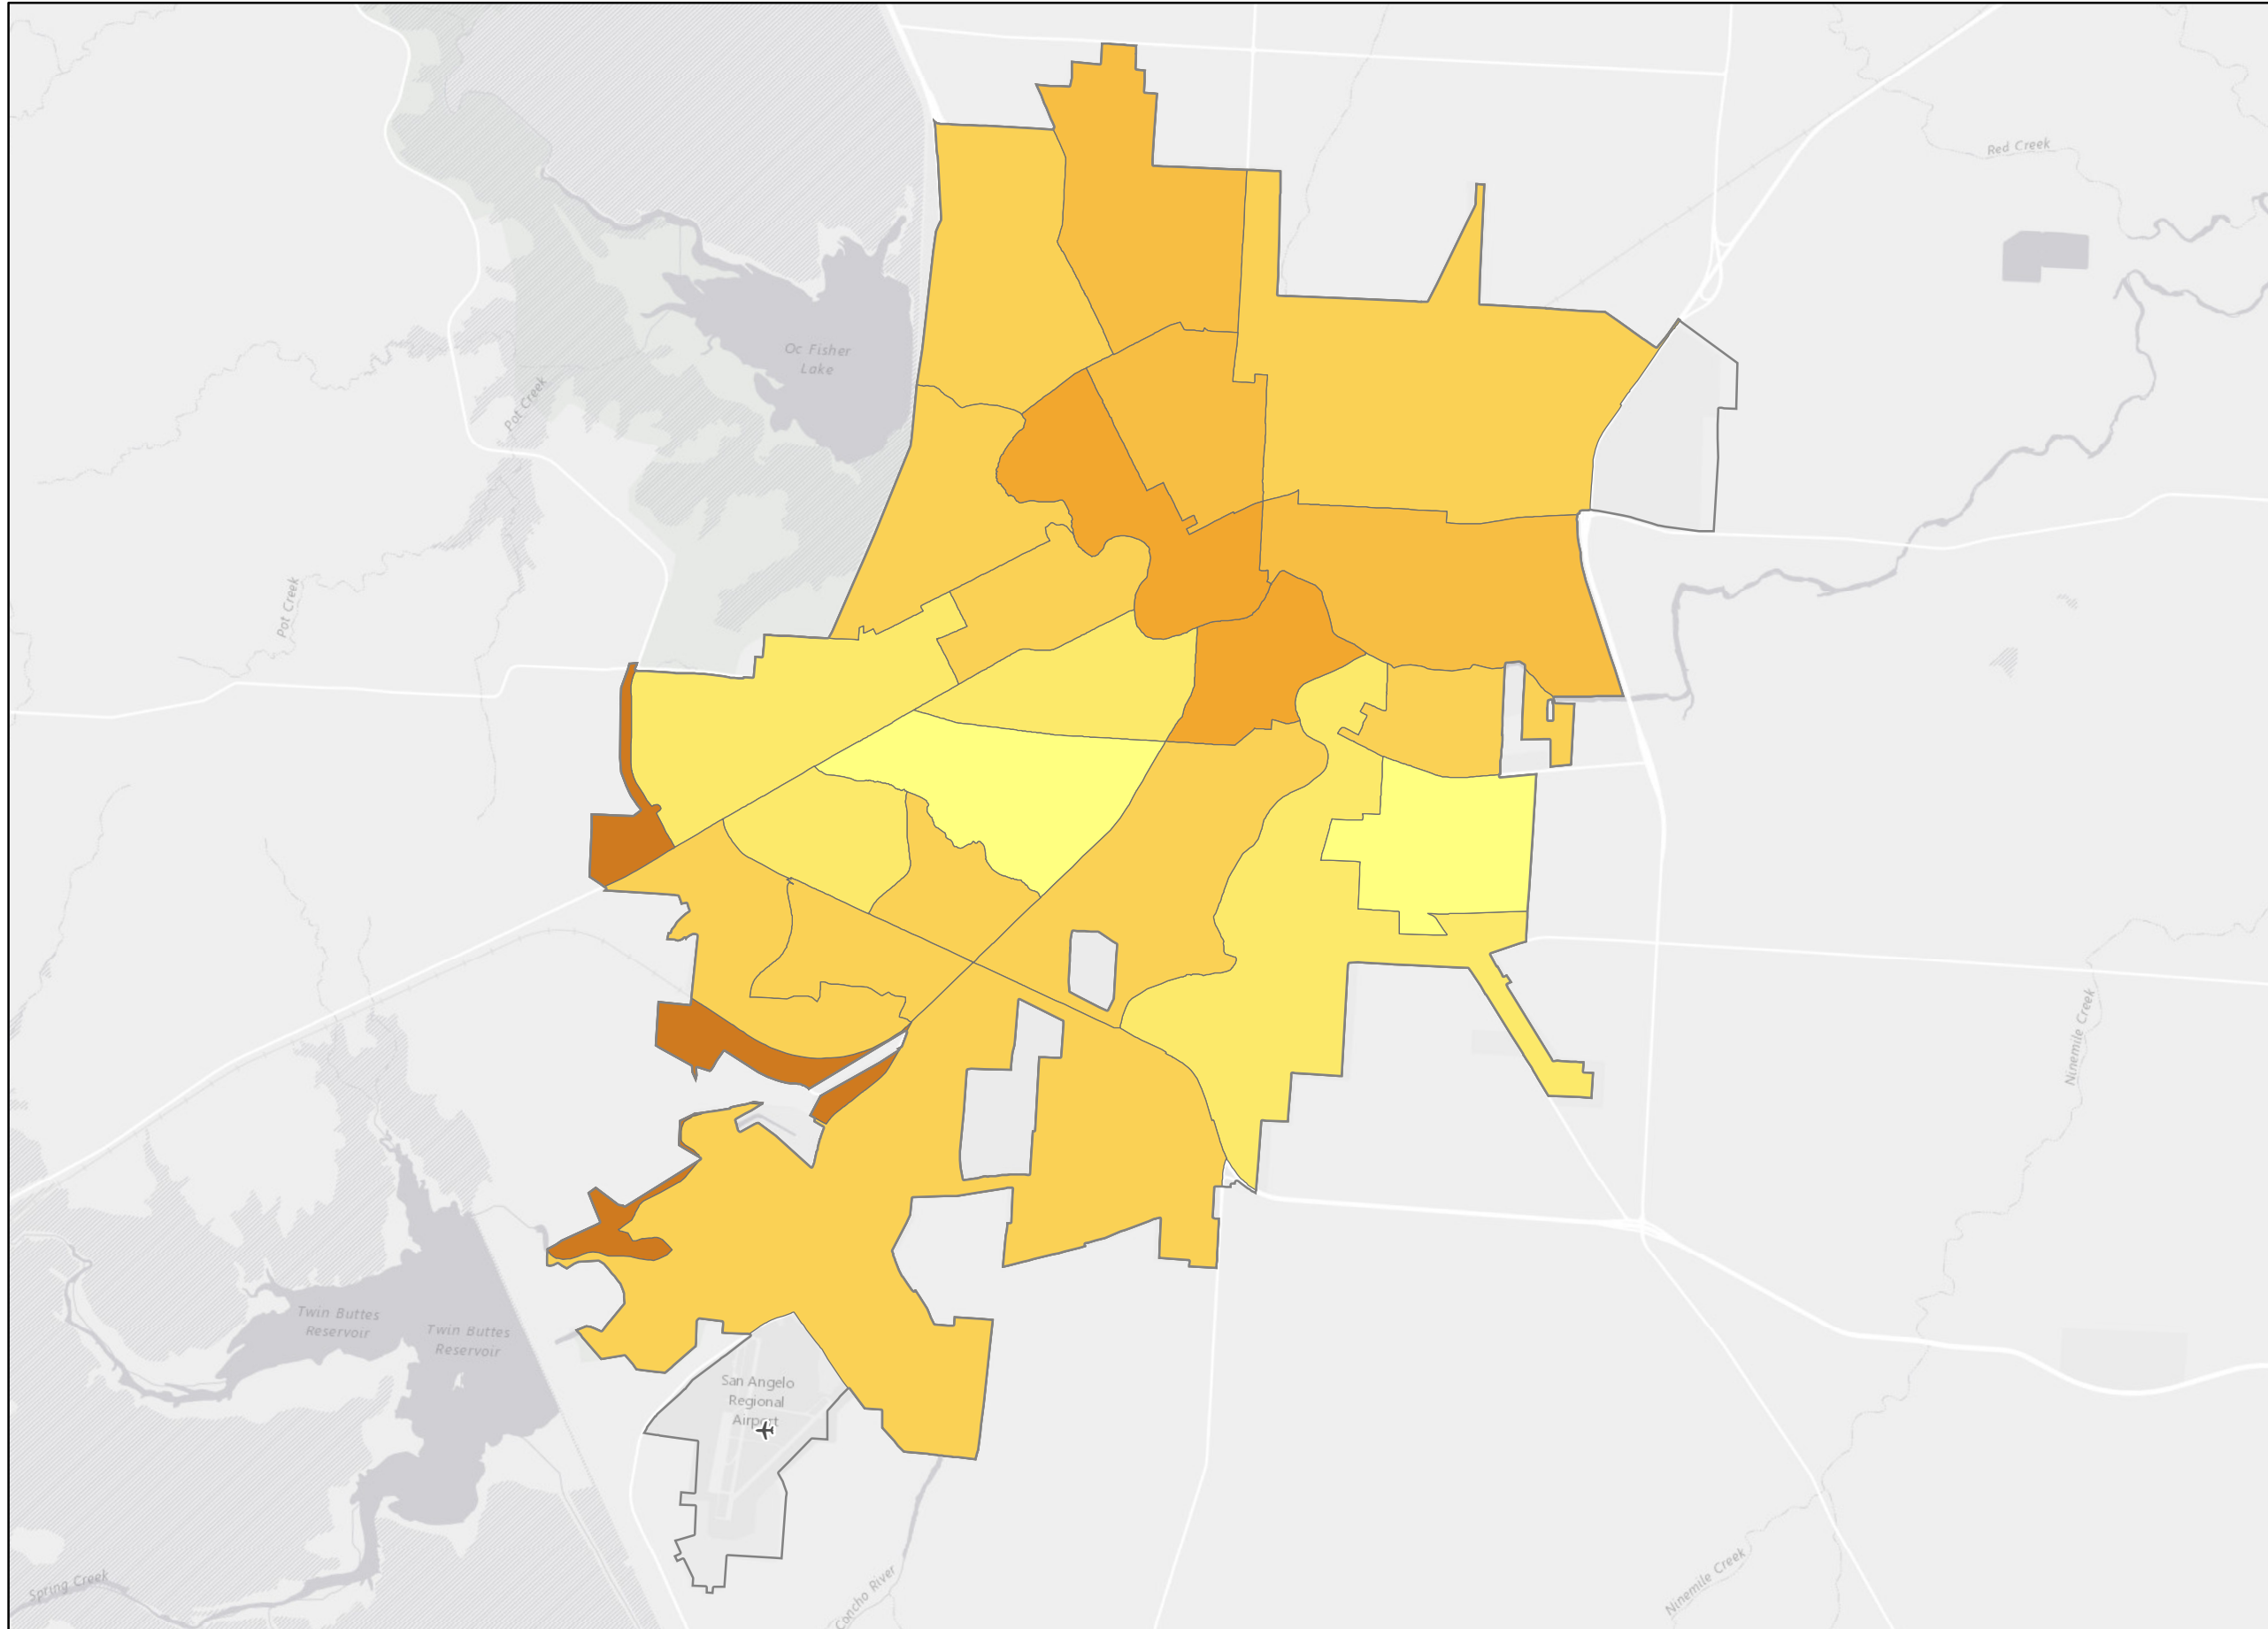 Red Creek
Oc Fisher
Lake
Pot Creek
Pot Creek
Ninemile Creek
Twin Buttes
Reservoir
Twin Buttes
Reservoir
San Angelo
Regional
Airport
Spring Creek
Concho River
Ninemile Creek